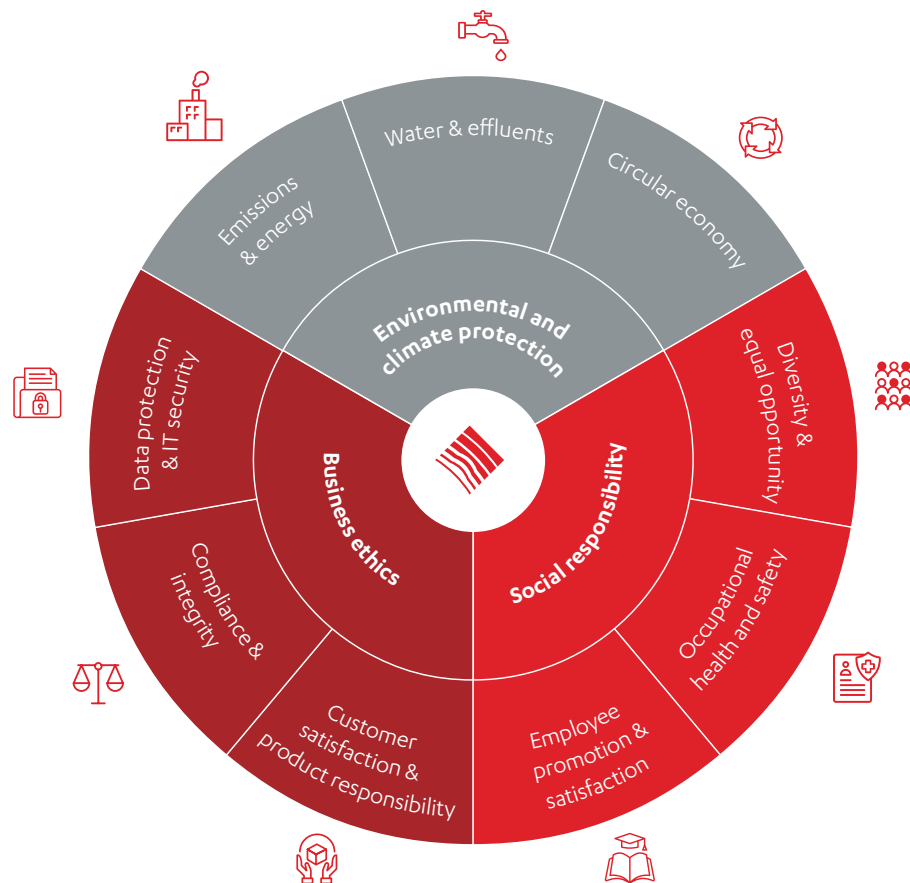 Water & effluents
Circular economy
Emissions
& energy
Environmental and
climate protection
Diversity &
equal opportunity
Data protection
& IT security
Business ethics
Social responsibility
Compliance &
integrity
Occupational
health and safety
Customer
satisfaction &
product responsibility
Employee
promotion &
satisfaction